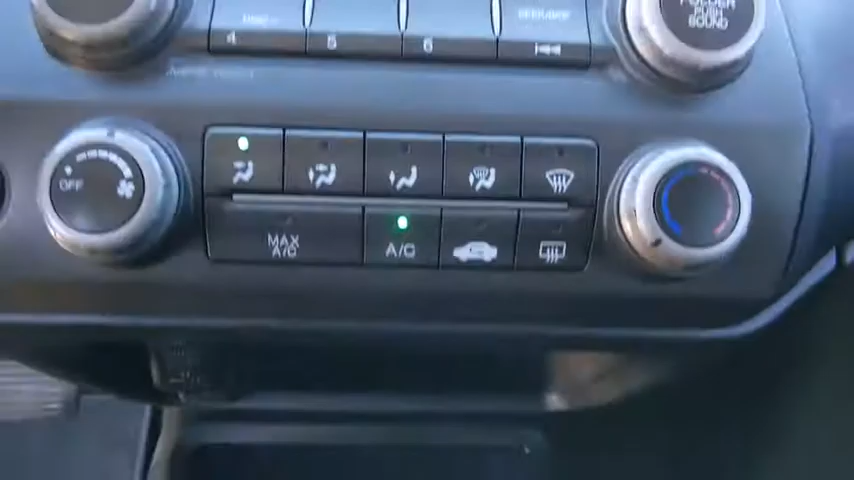 FOLDER
PUSH
SOUND
4 5 6
OFF
MAX
A/C
A/C